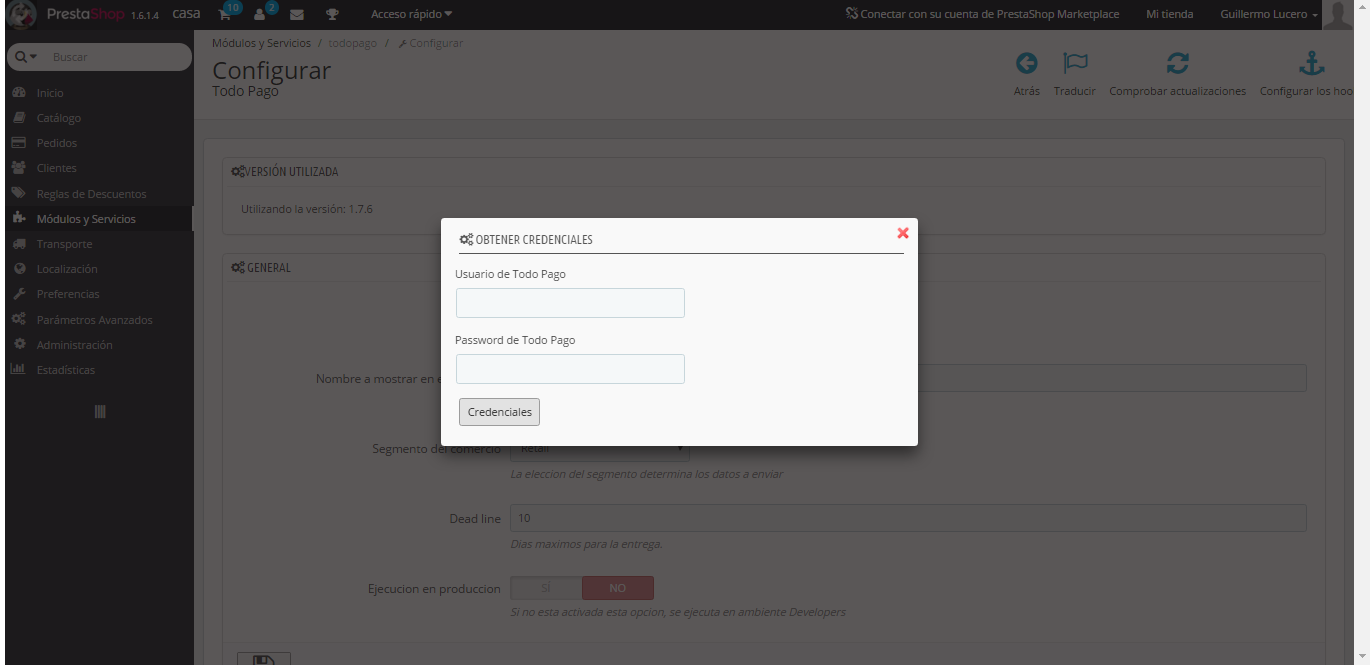 PrestaShop 1.6.1.4 casa 10 2 Acceso rápido Conectar con su cuenta de PrestaShop Marketplace Mi tienda Guillermo Lucero
Buscar
Inicio
Catálogo
Pedidos
Clientes
Reglas de Descuentos
Módulos y Servicios
Transporte
Localización
Preferencias
Parámetros Avanzados
Administración
Estadísticas
Módulos y Servicios / todopago / Configurar
Configurar
Todo Pago
Atrás Traducir Comprobar actualizaciones Configurar los hoo
VERSIÓN UTILIZADA
Utilizando la versión: 1.7.6
GENERAL
OBTENER CREDENCIALES
Usuario de Todo Pago
Password de Todo Pago
Credenciales
Nombre a mostrar en e
Segmento del comercio Retail
La eleccion del segmento determina los datos a enviar
Dead line 10
Dias maximos para la entrega.
Ejecucion en produccion SÍ NO
Si no esta activada esta opcion, se ejecuta en ambiente Developers